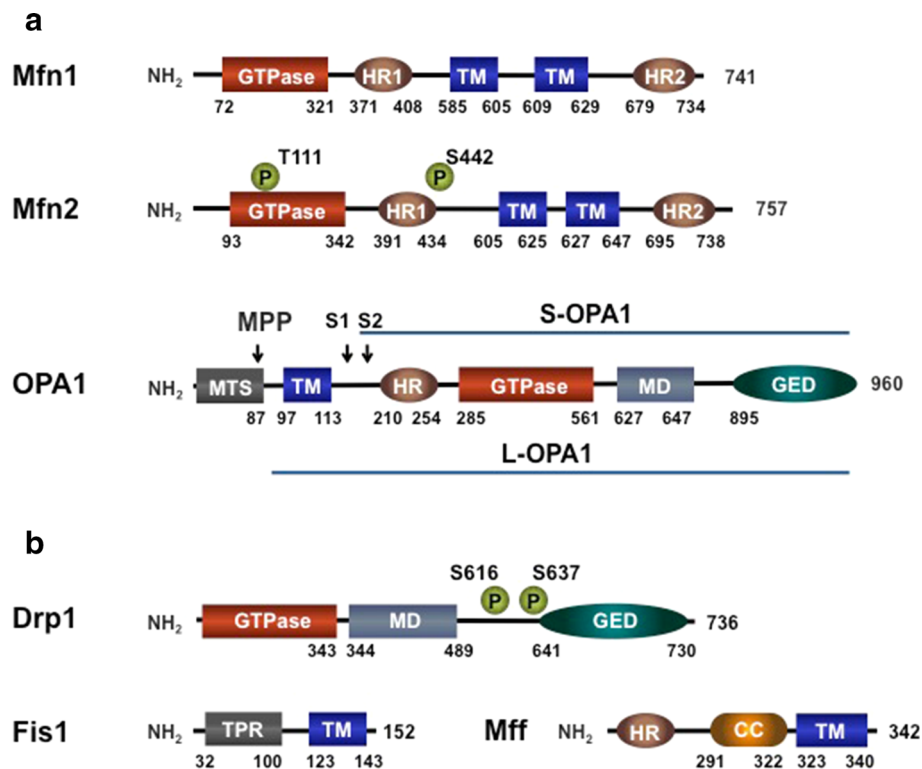 a
Mfn1 NH2 GTPase HR1 TM TM HR2 741
72 321 371 408 585 605 609 629 679 734
T111 S442
P P
Mfn2 NH2 GTPase HR1 TM TM HR2 757
93 342 391 434 605 625 627 647 695 738
MPP S1 S2 S-OPA1
OPA1 NH2 MTS TM HR GTPase MD GED 960
87 97 113 210 254 285 561 627 647 895
L-OPA1
b
S616 S637
P P
Drp1 NH2 GTPase MD GED 736
343 344 489 641 730
Fis1 NH2 TPR TM 152 Mff NH2 HR CC TM 342
32 100 123 143 291 322 323 340